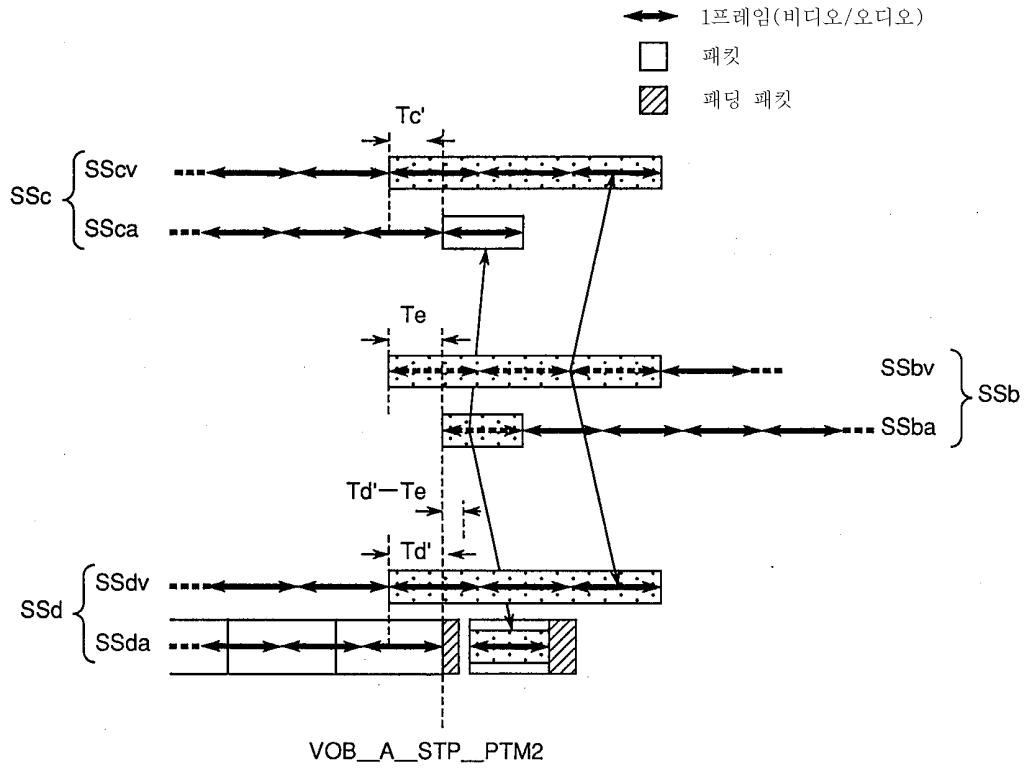 1프레임(비디오/오디오)
패킷
패딩 패킷
Tc'
SSc
SScv
SSca
Te
SSbv
SSb
SSba
Td'—Te
Td'
SSd
SSdv
SSda
VOB__A__STP__PTM2